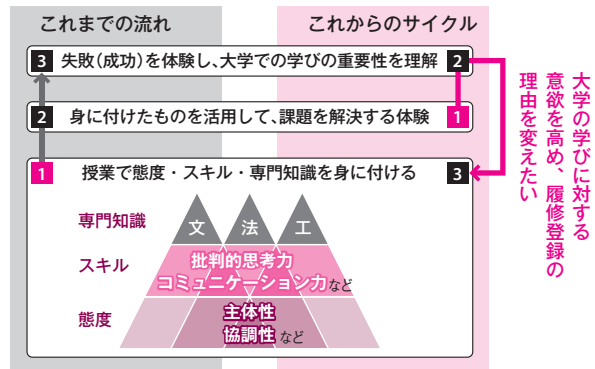 これまでの流れ
これからのサイクル
3 失敗（成功）を体験し、大学での学びの重要性を理解 2
2 身に付けたものを活用して、課題を解決する体験 1
1 授業で態度・スキル・専門知識を身に付ける 3
専門知識
文 法 工
スキル
批判的思考力
コミュニケーション力など
態度
主体性
協調性 など
大学の学びに対する
意欲を高め、履修登録の
理由を変えたい